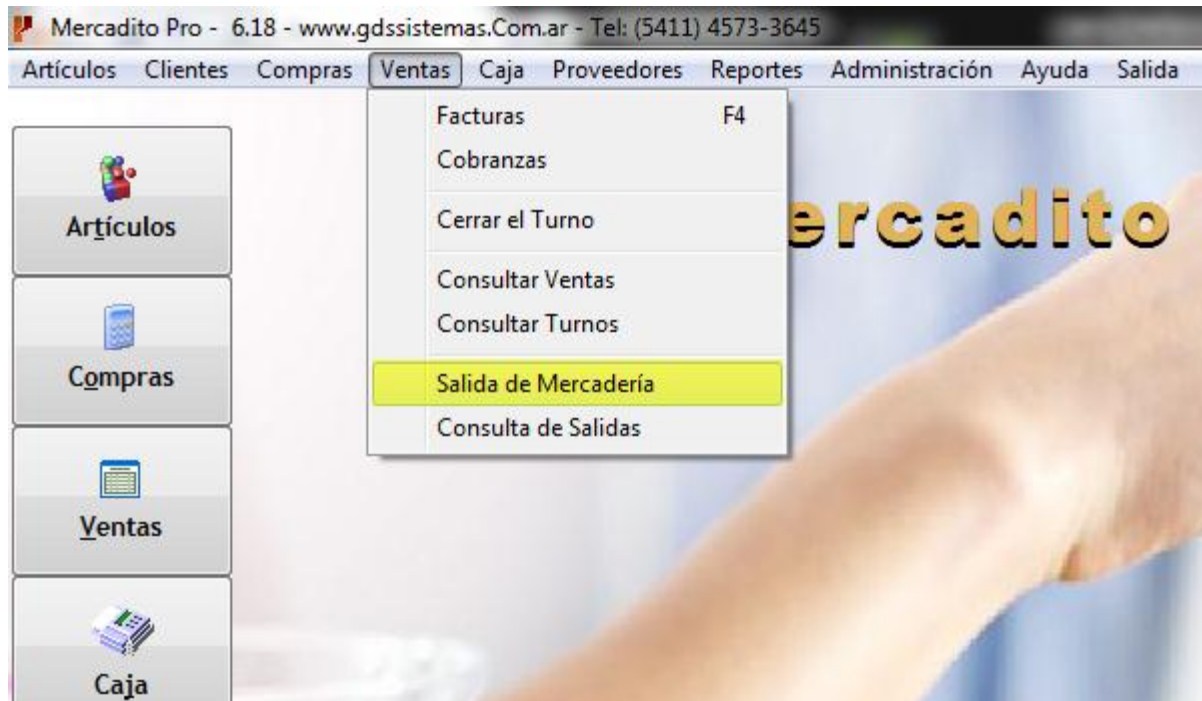 Mercadito Pro - 6.18 - www.gdssistemas.Com.ar - Tel: (5411) 4573-3645
Artículos Clientes Compras Ventas Caja Proveedores Reportes Administración Ayuda Salida
Facturas F4
Cobranzas
Cerrar el Turno
Consultar Ventas
Consultar Turnos
Salida de Mercadería
Consulta de Salidas
ercadito
Artículos
Compras
Ventas
Caja